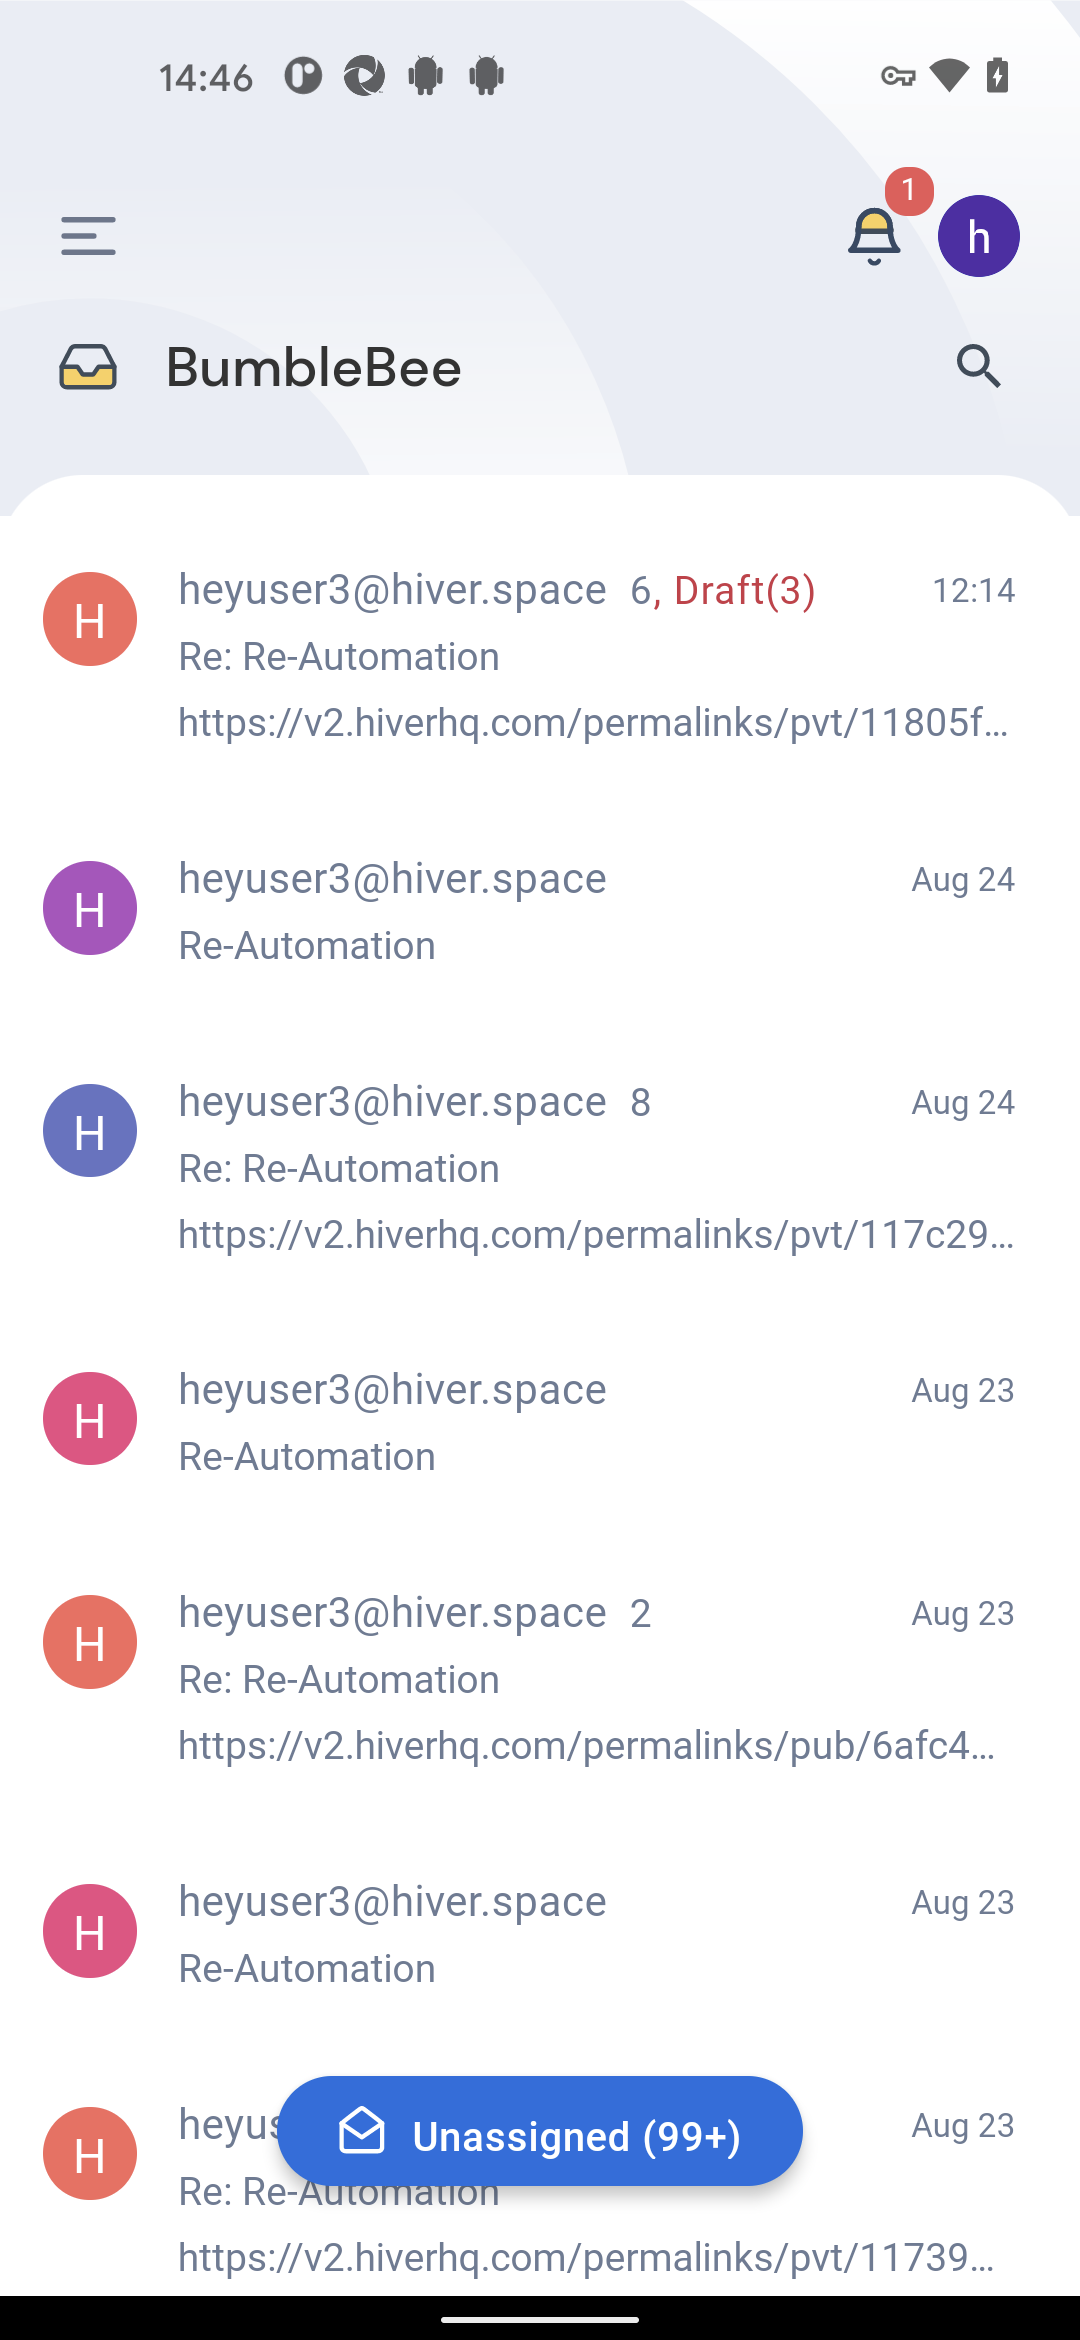 14:46
1
h
BumbleBee
H heyuser3@hiver.space 6, Draft(3) 12:14
Re: Re-Automation
https://v2.hiverhq.com/permalinks/pvt/11805f...
H heyuser3@hiver.space Aug 24
Re-Automation
H heyuser3@hiver.space 8 Aug 24
Re: Re-Automation
https://v2.hiverhq.com/permalinks/pvt/117c29...
H heyuser3@hiver.space Aug 23
Re-Automation
H heyuser3@hiver.space 2 Aug 23
Re: Re-Automation
https://v2.hiverhq.com/permalinks/pub/6afc4...
H heyuser3@hiver.space Aug 23
Re-Automation
H heyus Aug 23
Unassigned (99+)
Re: Re-Automation
https://v2.hiverhq.com/permalinks/pvt/11739...